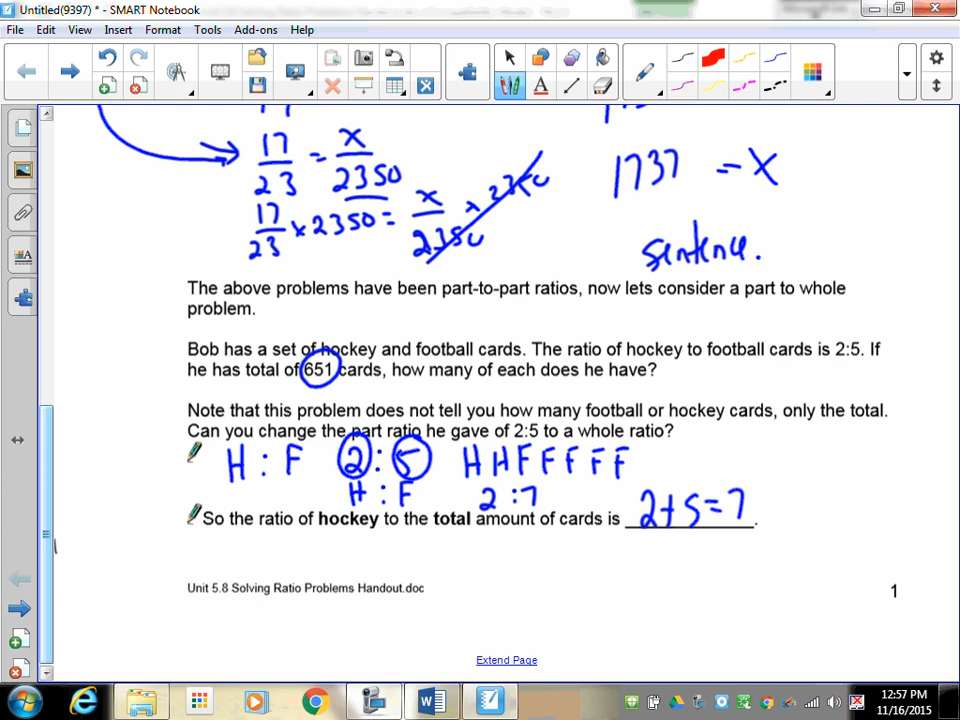 Untitled(9397) * - SMART Notebook
File Edit View Insert Format Tools Add-ons Help
17/23 = x/2350
17/23 x 2350 = x/2350 x 2350
1737 = x
sentence.
The above problems have been part-to-part ratios, now lets consider a part to whole
problem.
Bob has a set of hockey and football cards. The ratio of hockey to football cards is 2:5. If
he has total of 651 cards, how many of each does he have?
Note that this problem does not tell you how many football or hockey cards, only the total.
Can you change the part ratio he gave of 2:5 to a whole ratio?
H : F 2 : 5 H H F F F F F
H : F 2 : 7
So the ratio of hockey to the total amount of cards is 2+5=7.
Unit 5.8 Solving Ratio Problems Handout.doc
1
Extend Page
12:57 PM
11/16/2015